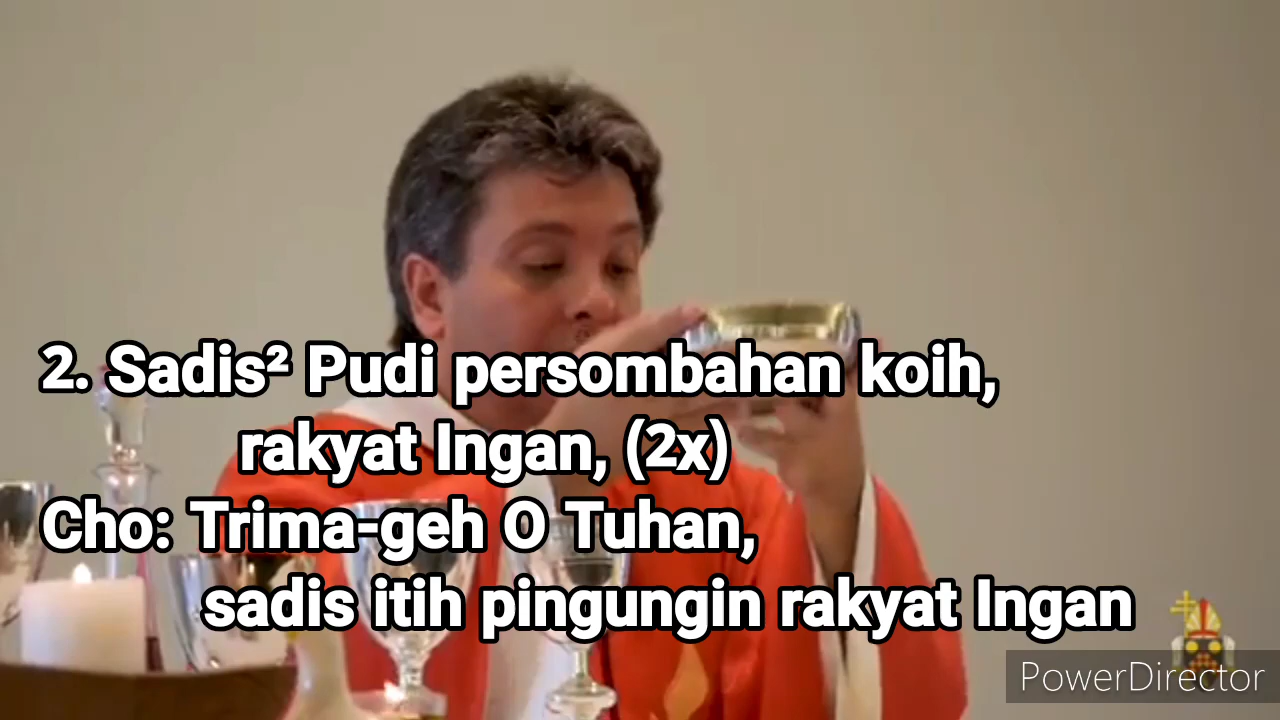 2. Sadis² Pudi persombahan koih,
rakyat Ingan, (2x)
Cho: Trima-geh O Tuhan,
sadis itih pingungin rakyat Ingan
PowerDirector